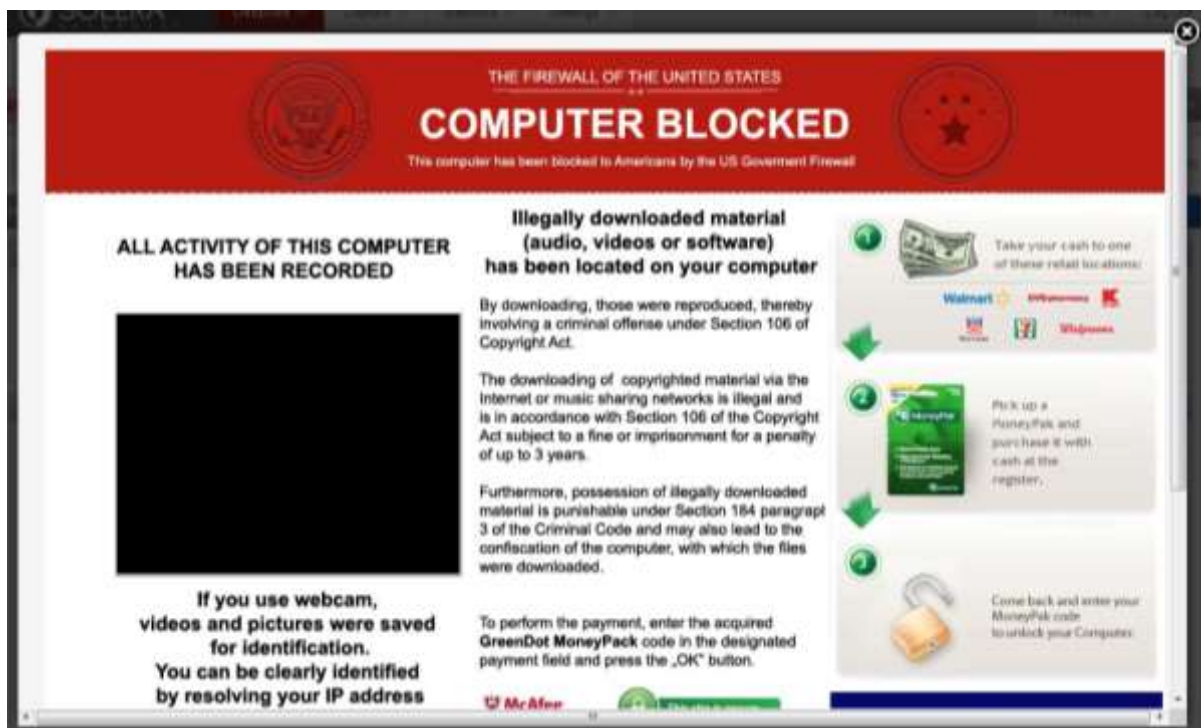 SOLERA
THE FIREWALL OF THE UNITED STATES
COMPUTER BLOCKED
This computer has been blocked to Americans by the US Goverment Firewall
ALL ACTIVITY OF THIS COMPUTER
HAS BEEN RECORDED
If you use webcam,
videos and pictures were saved
for identification.
You can be clearly identified
by resolving your IP address
Illegally downloaded material
(audio, videos or software)
has been located on your computer
By downloading, those were reproduced, thereby
involving a criminal offense under Section 106 of
Copyright Act.
The downloading of copyrighted material via the
Internet or music sharing networks is illegal and
is in accordance with Section 106 of the Copyright
Act subject to a fine or imprisonment for a penalty
of up to 3 years.
Furthermore, possession of illegally downloaded
material is punishable under Section 184 paragraph
3 of the Criminal Code and may also lead to the
confiscation of the computer, with which the files
were downloaded.
To perform the payment, enter the acquired
GreenDot MoneyPack code in the designated
payment field and press the „OK" button.
McAfee
1
Take your cash to one
of these retail locations:
Walmart
K
7
Walgreens
2
MoneyPak
Pick up a
MoneyPak and
purchase it with
cash at the
register.
3
Come back and enter your
MoneyPak code
to unlock your Computer.